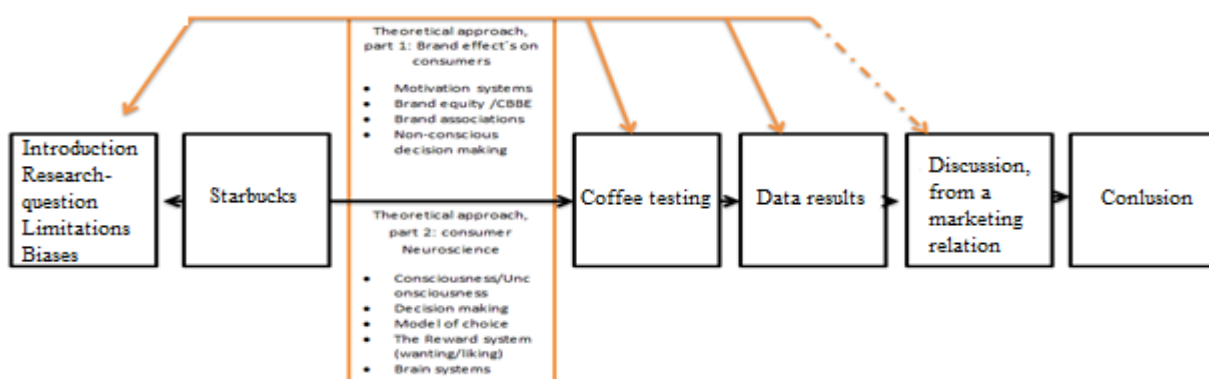 Introduction
Research-
question
Limitations
Biases
Starbucks
Theoretical approach,
part 1: Brand effect´s on
consumers
• Motivation systems
• Brand equity /CBBE
• Brand associations
• Non-conscious
decision making
Theoretical approach,
part 2: consumer
Neuroscience
• Consciousness/Unc
onsciousness
• Decision making
• Model of choice
• The Reward system
(wanting/liking)
• Brain systems
Coffee testing
Data results
Discussion,
from a
marketing
relation
Conlusion